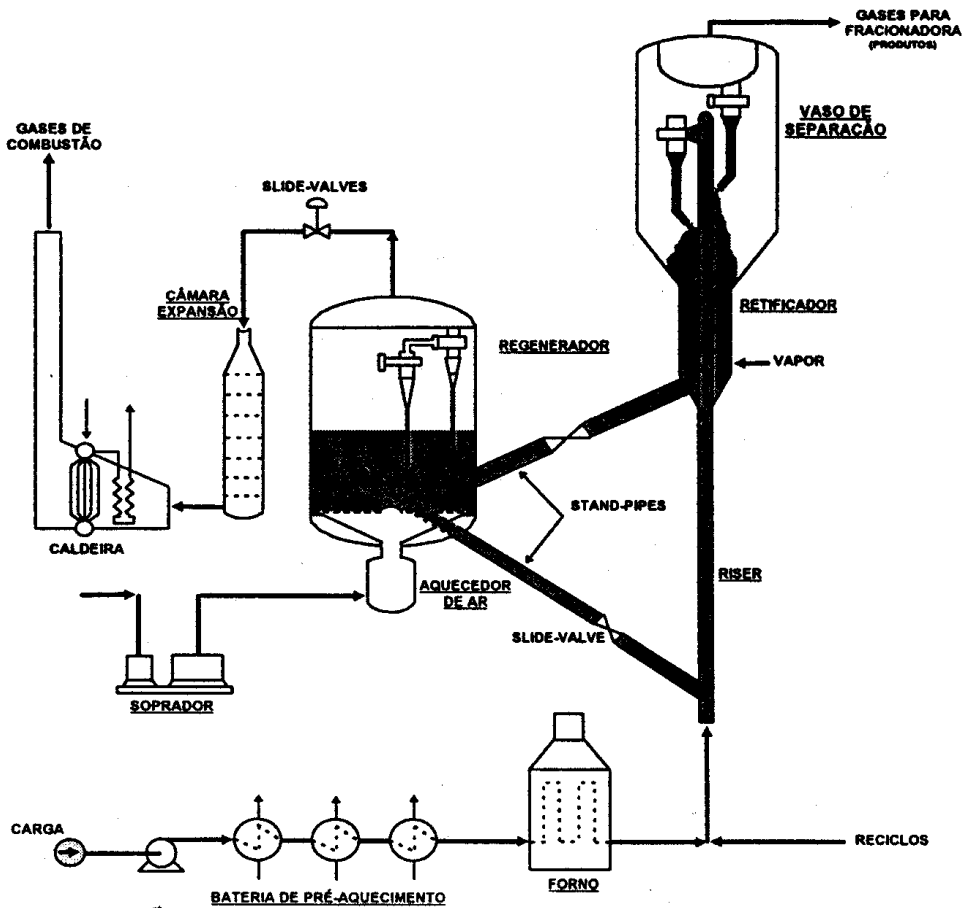 GASES PARA
FRACIONADORA
(PRODUTOS)
VASO DE
SEPARAÇÃO
GASES DE
COMBUSTÃO
SLIDE-VALVES
CÂMARA
EXPANSÃO
RETIFICADOR
REGENERADOR
VAPOR
STAND-PIPES
CALDEIRA
RISER
AQUECEDOR
DE AR
SLIDE-VALVE
SOPRADOR
CARGA
RECICLOS
FORNO
BATERIA DE PRÉ-AQUECIMENTO